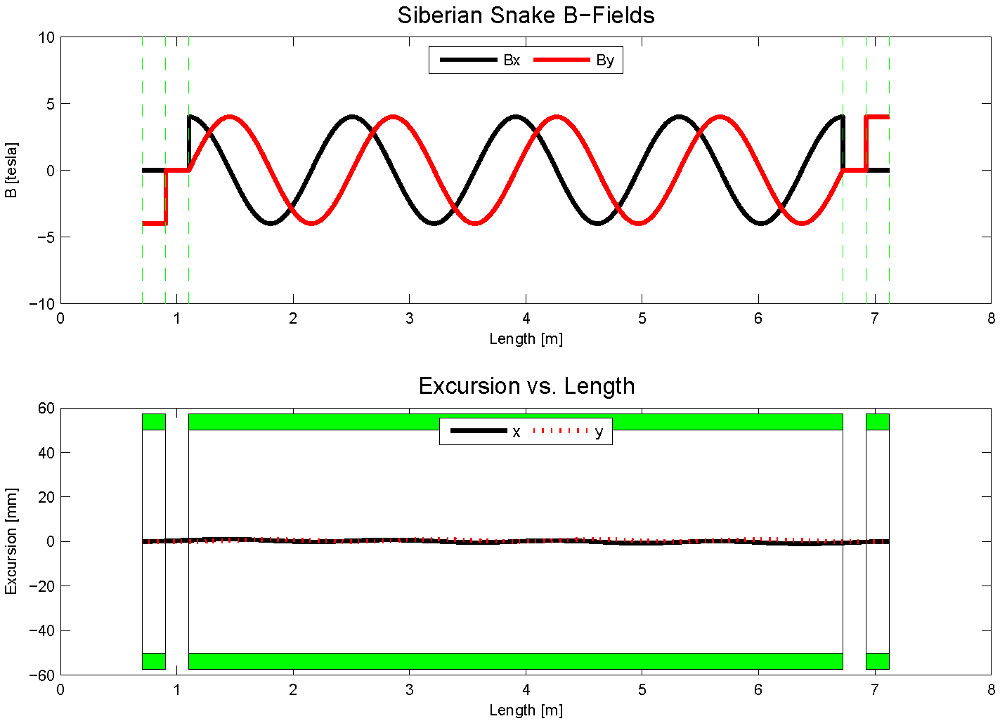 Siberian Snake B−Fields
Bx By
10
5
0
−5
−10
B [tesla]
0 1 2 3 4 5 6 7 8
Length [m]
Excursion vs. Length
x y
60
40
20
0
−20
−40
−60
Excursion [mm]
0 1 2 3 4 5 6 7 8
Length [m]